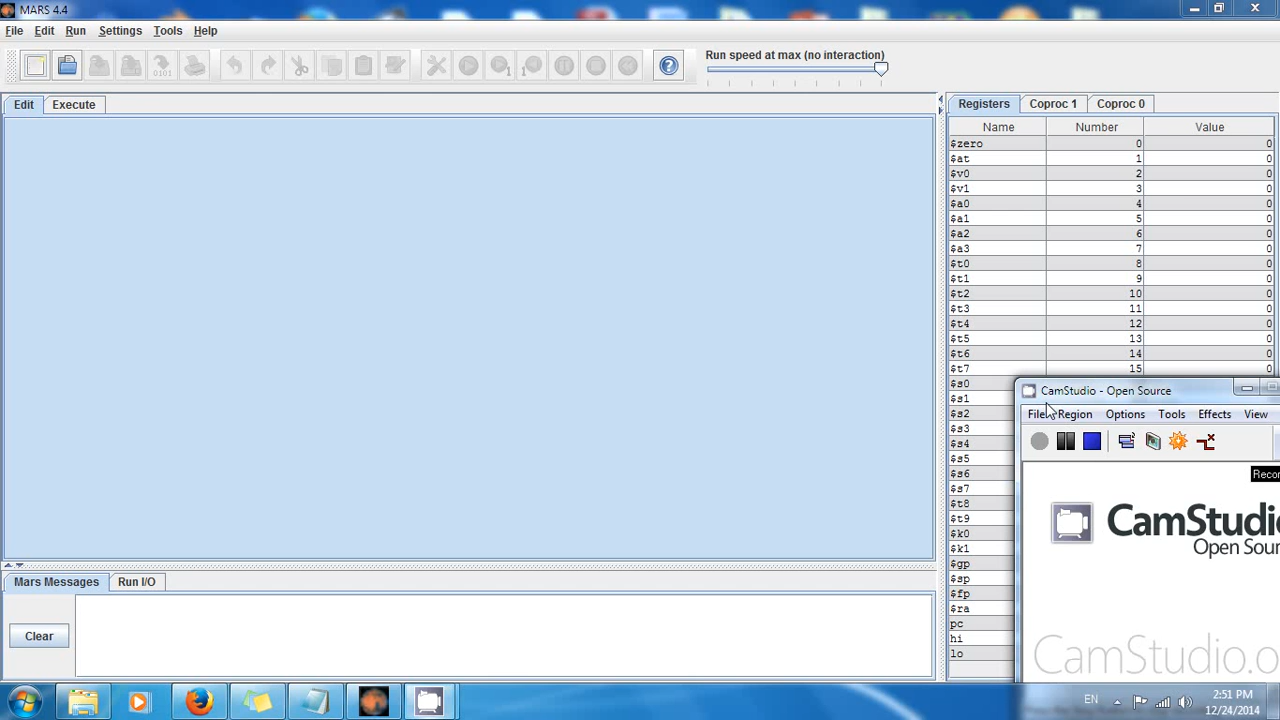 MARS 4.4
File Edit Run Settings Tools Help
Run speed at max (no interaction)
Edit Execute
Registers Coproc 1 Coproc 0
Name Number Value
$zero 0 0
$at 1 0
$v0 2 0
$v1 3 0
$a0 4 0
$a1 5 0
$a2 6 0
$a3 7 0
$t0 8 0
$t1 9 0
$t2 10 0
$t3 11 0
$t4 12 0
$t5 13 0
$t6 14 0
$t7 15 0
$s0
$s1
$s2
$s3
$s4
$s5
$s6
$s7
$t8
$t9
$k0
$k1
$gp
$sp
$fp
$ra
pc
hi
lo
CamStudio - Open Source
File Region Options Tools Effects View
Recor
CamStudio
Open Sour
CamStudio.o
Mars Messages Run I/O
Clear
EN
2:51 PM
12/24/2014